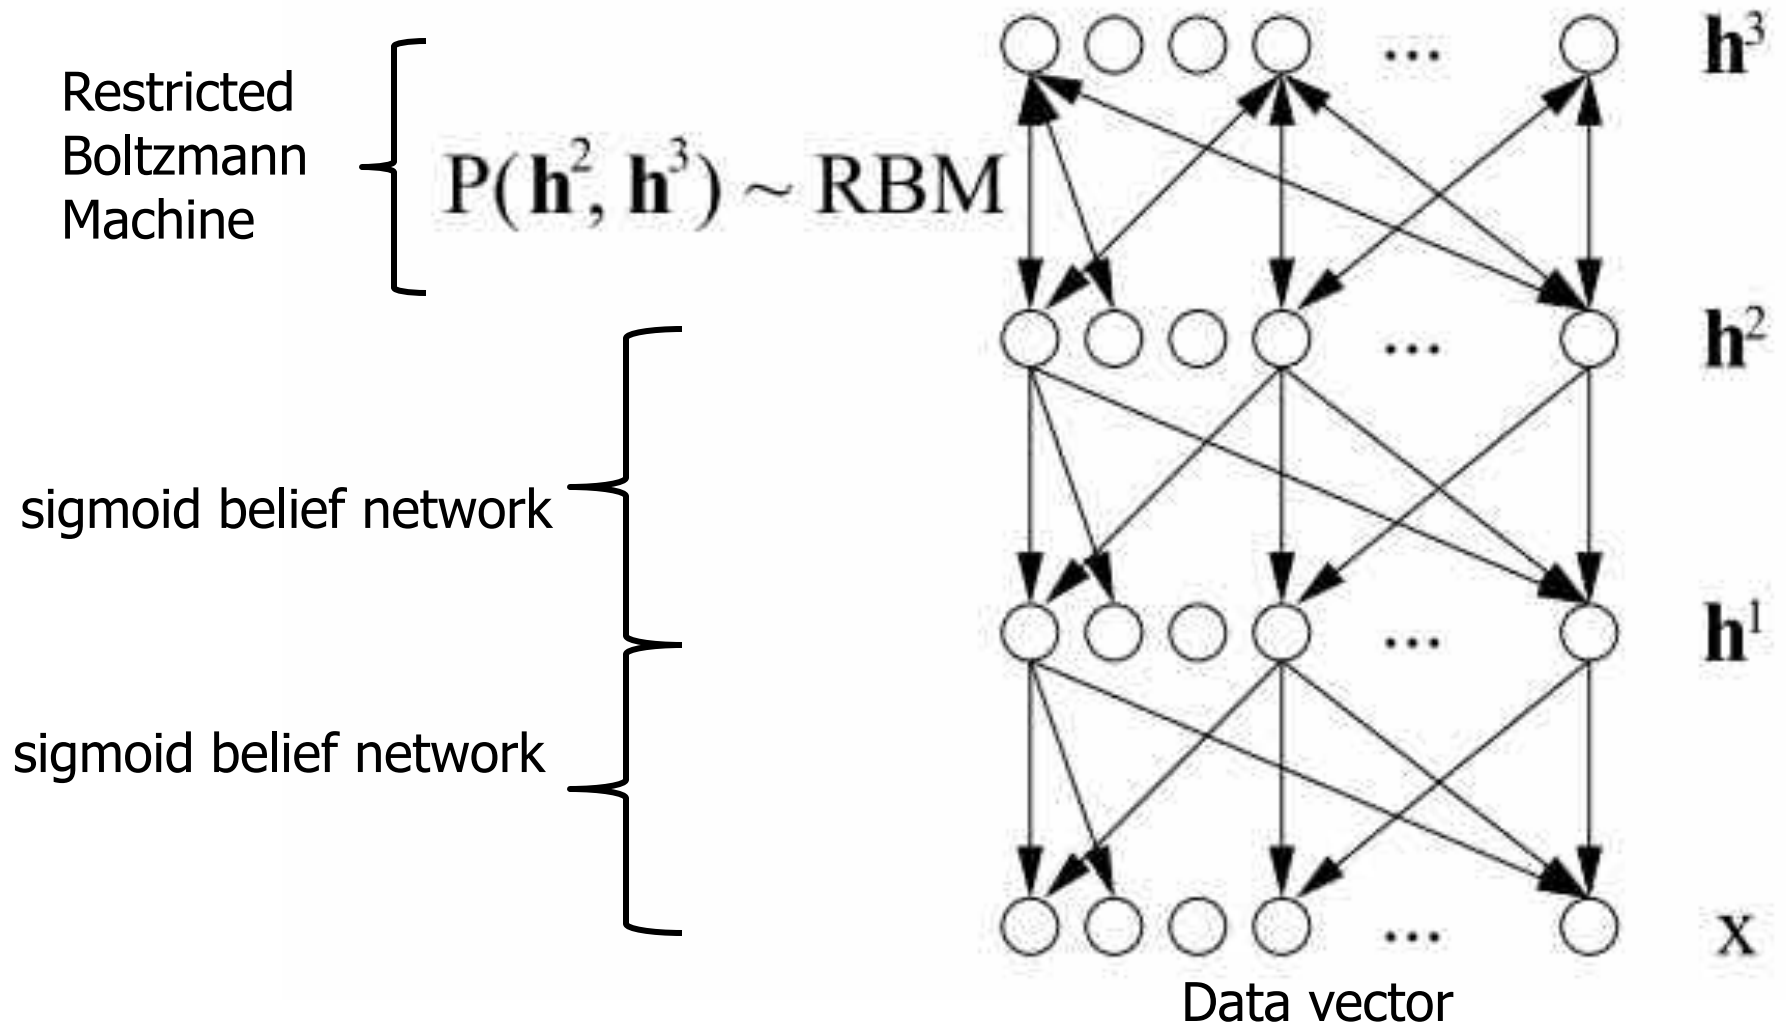 Restricted
Boltzmann
Machine
P(h², h³) ~ RBM
h³
...
h²
...
sigmoid belief network
h¹
...
sigmoid belief network
x
...
Data vector